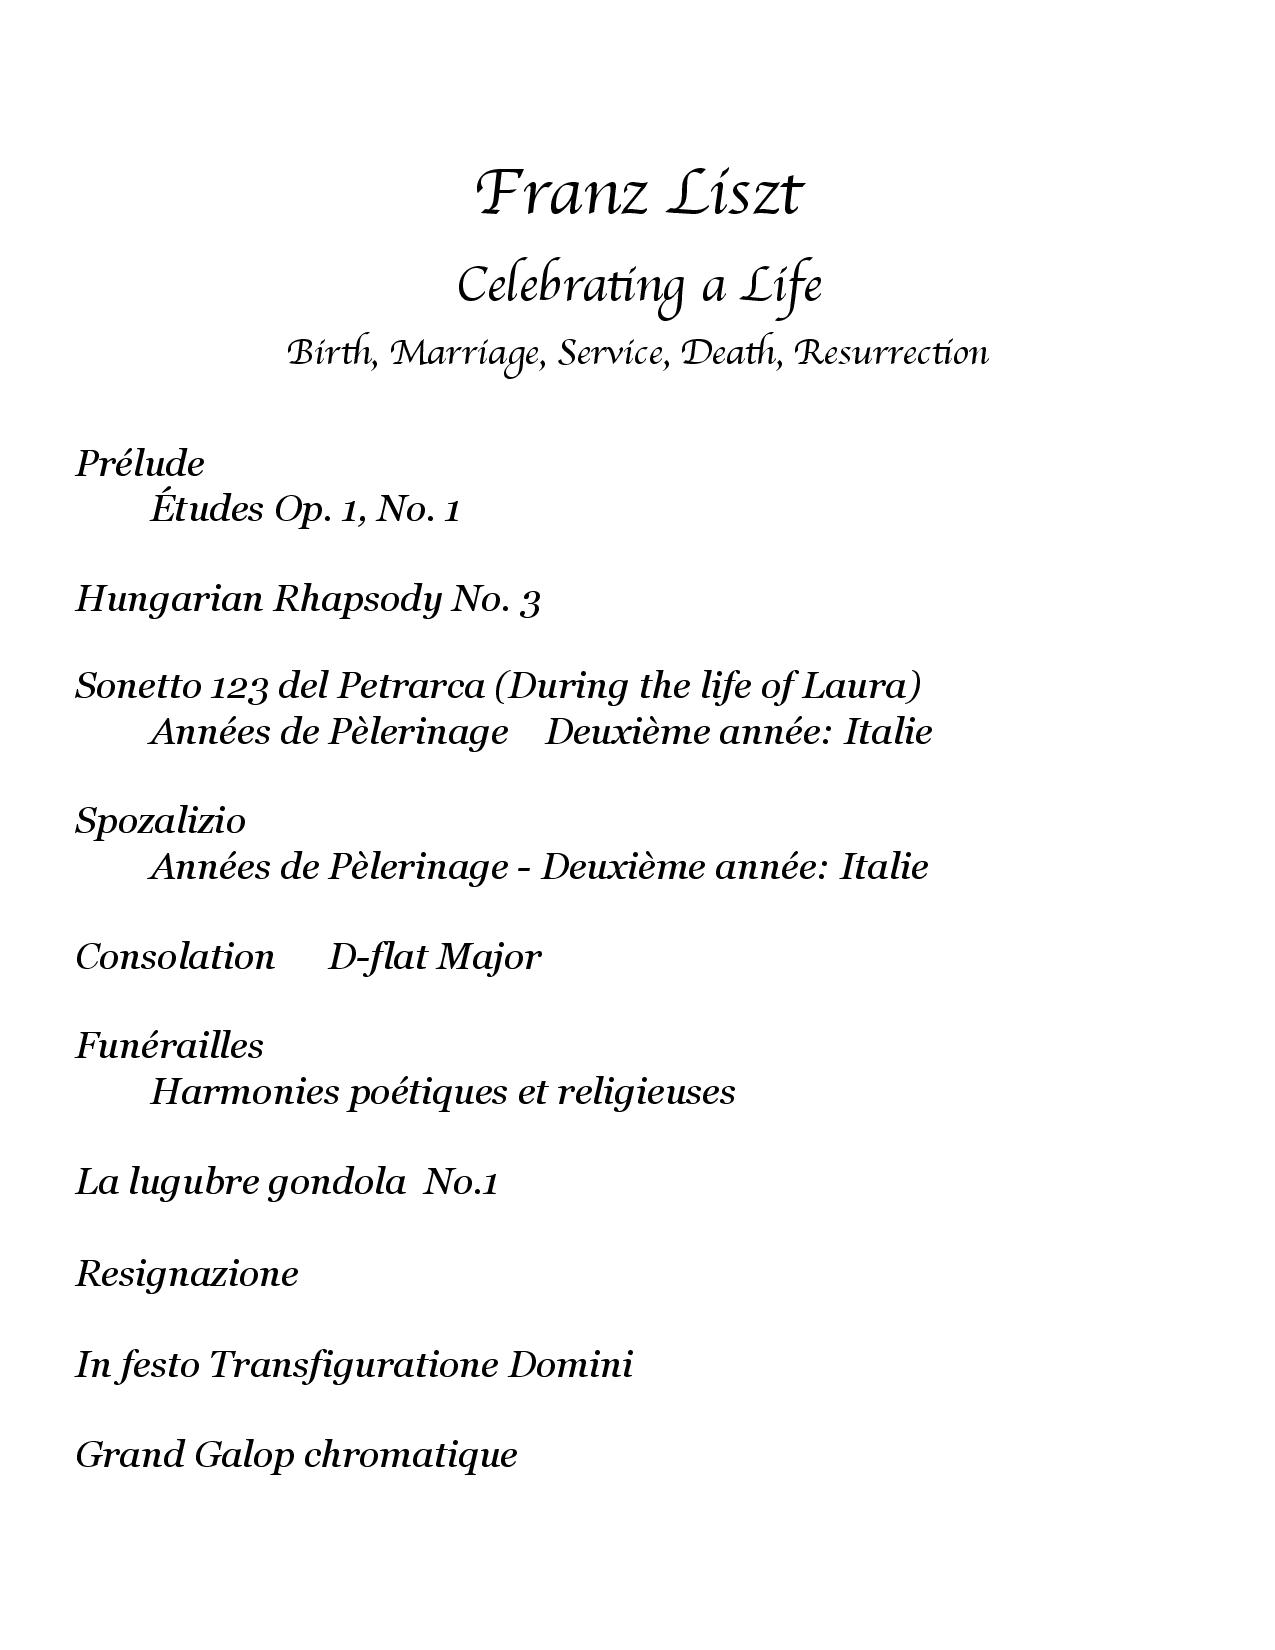 Franz Liszt
Celebrating a Life
Birth, Marriage, Service, Death, Resurrection
Prélude
Études Op. 1, No. 1
Hungarian Rhapsody No. 3
Sonetto 123 del Petrarca (During the life of Laura)
Années de Pèlerinage Deuxième année: Italie
Spozalizio
Années de Pèlerinage - Deuxième année: Italie
Consolation D-flat Major
Funérailles
Harmonies poétiques et religieuses
La lugubre gondola No.1
Resignazione
In festo Transfiguratione Domini
Grand Galop chromatique